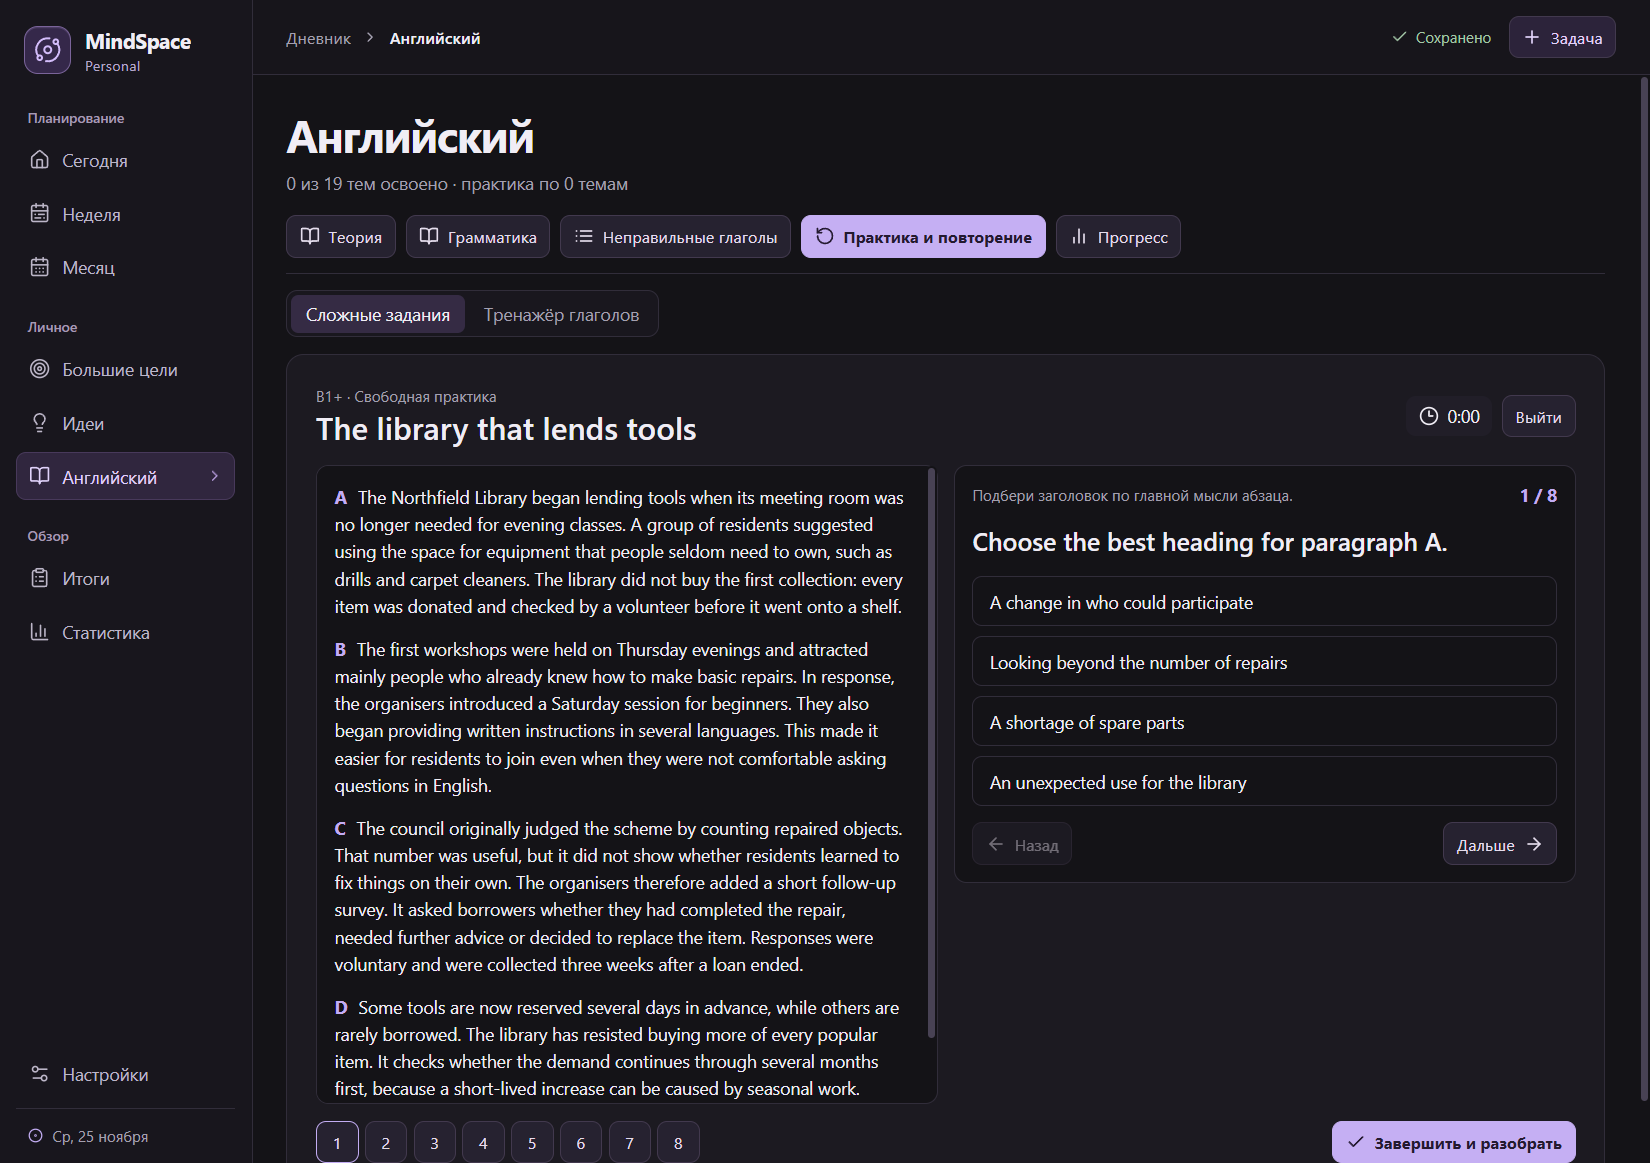 MindSpace
Personal
Планирование
Сегодня
Неделя
Месяц
Личное
Большие цели
Идеи
Английский
Обзор
Итоги
Статистика
Настройки
Ср, 25 ноября
Дневник
Английский
Сохранено
Задача
Английский
0 из 19 тем освоено · практика по 0 темам
Теория
Грамматика
Неправильные глаголы
Практика и повторение
Прогресс
Сложные задания
Тренажёр глаголов
B1+ · Свободная практика
The library that lends tools
0:00
Выйти
A The Northfield Library began lending tools when its meeting room was
no longer needed for evening classes. A group of residents suggested
using the space for equipment that people seldom need to own, such as
drills and carpet cleaners. The library did not buy the first collection: every
item was donated and checked by a volunteer before it went onto a shelf.
B The first workshops were held on Thursday evenings and attracted
mainly people who already knew how to make basic repairs. In response,
the organisers introduced a Saturday session for beginners. They also
began providing written instructions in several languages. This made it
easier for residents to join even when they were not comfortable asking
questions in English.
C The council originally judged the scheme by counting repaired objects.
That number was useful, but it did not show whether residents learned to
fix things on their own. The organisers therefore added a short follow-up
survey. It asked borrowers whether they had completed the repair,
needed further advice or decided to replace the item. Responses were
voluntary and were collected three weeks after a loan ended.
D Some tools are now reserved several days in advance, while others are
rarely borrowed. The library has resisted buying more of every popular
item. It checks whether the demand continues through several months
first, because a short-lived increase can be caused by seasonal work.
Подбери заголовок по главной мысли абзаца.
1 / 8
Choose the best heading for paragraph A.
A change in who could participate
Looking beyond the number of repairs
A shortage of spare parts
An unexpected use for the library
Назад
Дальше
1
2
3
4
5
6
7
8
Завершить и разобрать